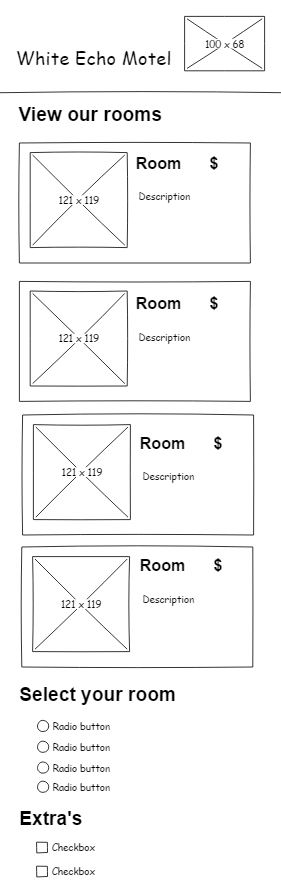 White Echo Motel
100 x 68
View our rooms
121 x 119
Room $
Description
121 x 119
Room $
Description
121 x 119
Room $
Description
121 x 119
Room $
Description
Select your room
Radio button
Radio button
Radio button
Radio button
Extra's
Checkbox
Checkbox